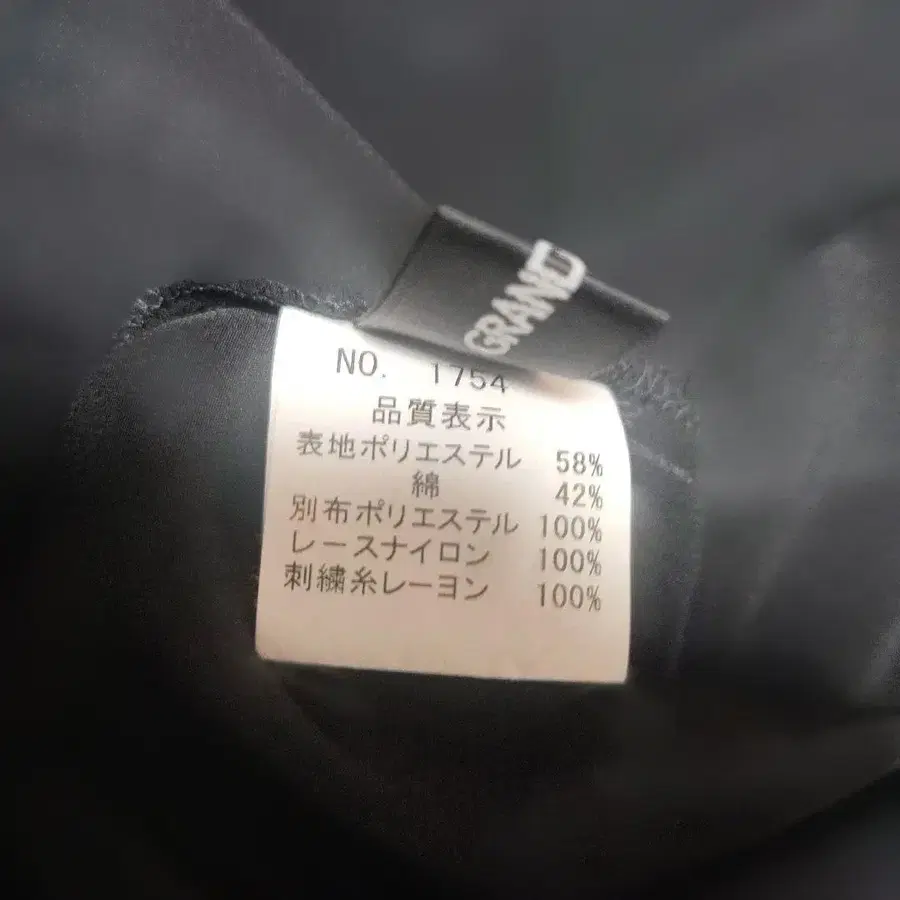 GRAND
NO. 1754
品質表示
表地ポリエステル 58%
綿 42%
別布ポリエステル 100%
レースナイロン 100%
刺繍糸レーヨン 100%